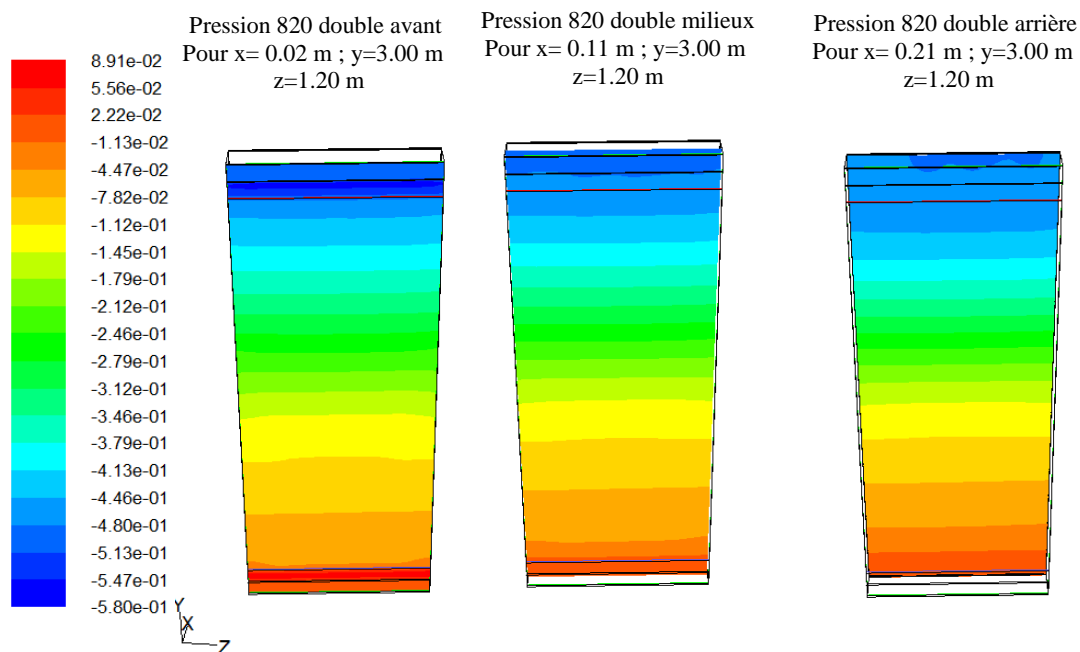 Pression 820 double avant
Pour x= 0.02 m ; y=3.00 m
z=1.20 m
Pression 820 double milieux
Pour x= 0.11 m ; y=3.00 m
z=1.20 m
Pression 820 double arrière
Pour x= 0.21 m ; y=3.00 m
z=1.20 m
8.91e-02
5.56e-02
2.22e-02
-1.13e-02
-4.47e-02
-7.82e-02
-1.12e-01
-1.45e-01
-1.79e-01
-2.12e-01
-2.46e-01
-2.79e-01
-3.12e-01
-3.46e-01
-3.79e-01
-4.13e-01
-4.46e-01
-4.80e-01
-5.13e-01
-5.47e-01
-5.80e-01
Y
X
Z